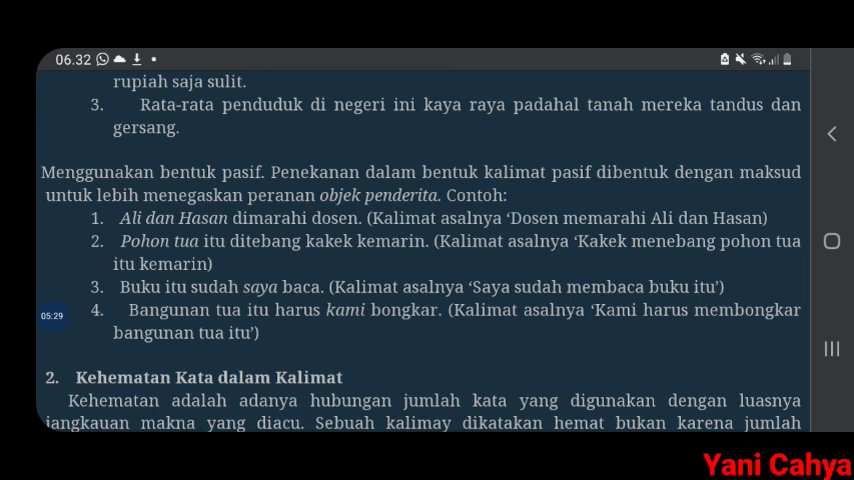 06.32
rupiah saja sulit.
3. Rata-rata penduduk di negeri ini kaya raya padahal tanah mereka tandus dan
gersang.
Menggunakan bentuk pasif. Penekanan dalam bentuk kalimat pasif dibentuk dengan maksud
untuk lebih menegaskan peranan objek penderita. Contoh:
1. Ali dan Hasan dimarahi dosen. (Kalimat asalnya ‘Dosen memarahi Ali dan Hasan)
2. Pohon tua itu ditebang kakek kemarin. (Kalimat asalnya ‘Kakek menebang pohon tua
itu kemarin)
3. Buku itu sudah saya baca. (Kalimat asalnya ‘Saya sudah membaca buku itu’)
4. Bangunan tua itu harus kami bongkar. (Kalimat asalnya ‘Kami harus membongkar
05:29
bangunan tua itu’)
2. Kehematan Kata dalam Kalimat
Kehematan adalah adanya hubungan jumlah kata yang digunakan dengan luasnya
jangkauan makna yang diacu. Sebuah kalimay dikatakan hemat bukan karena jumlah
Yani Cahya